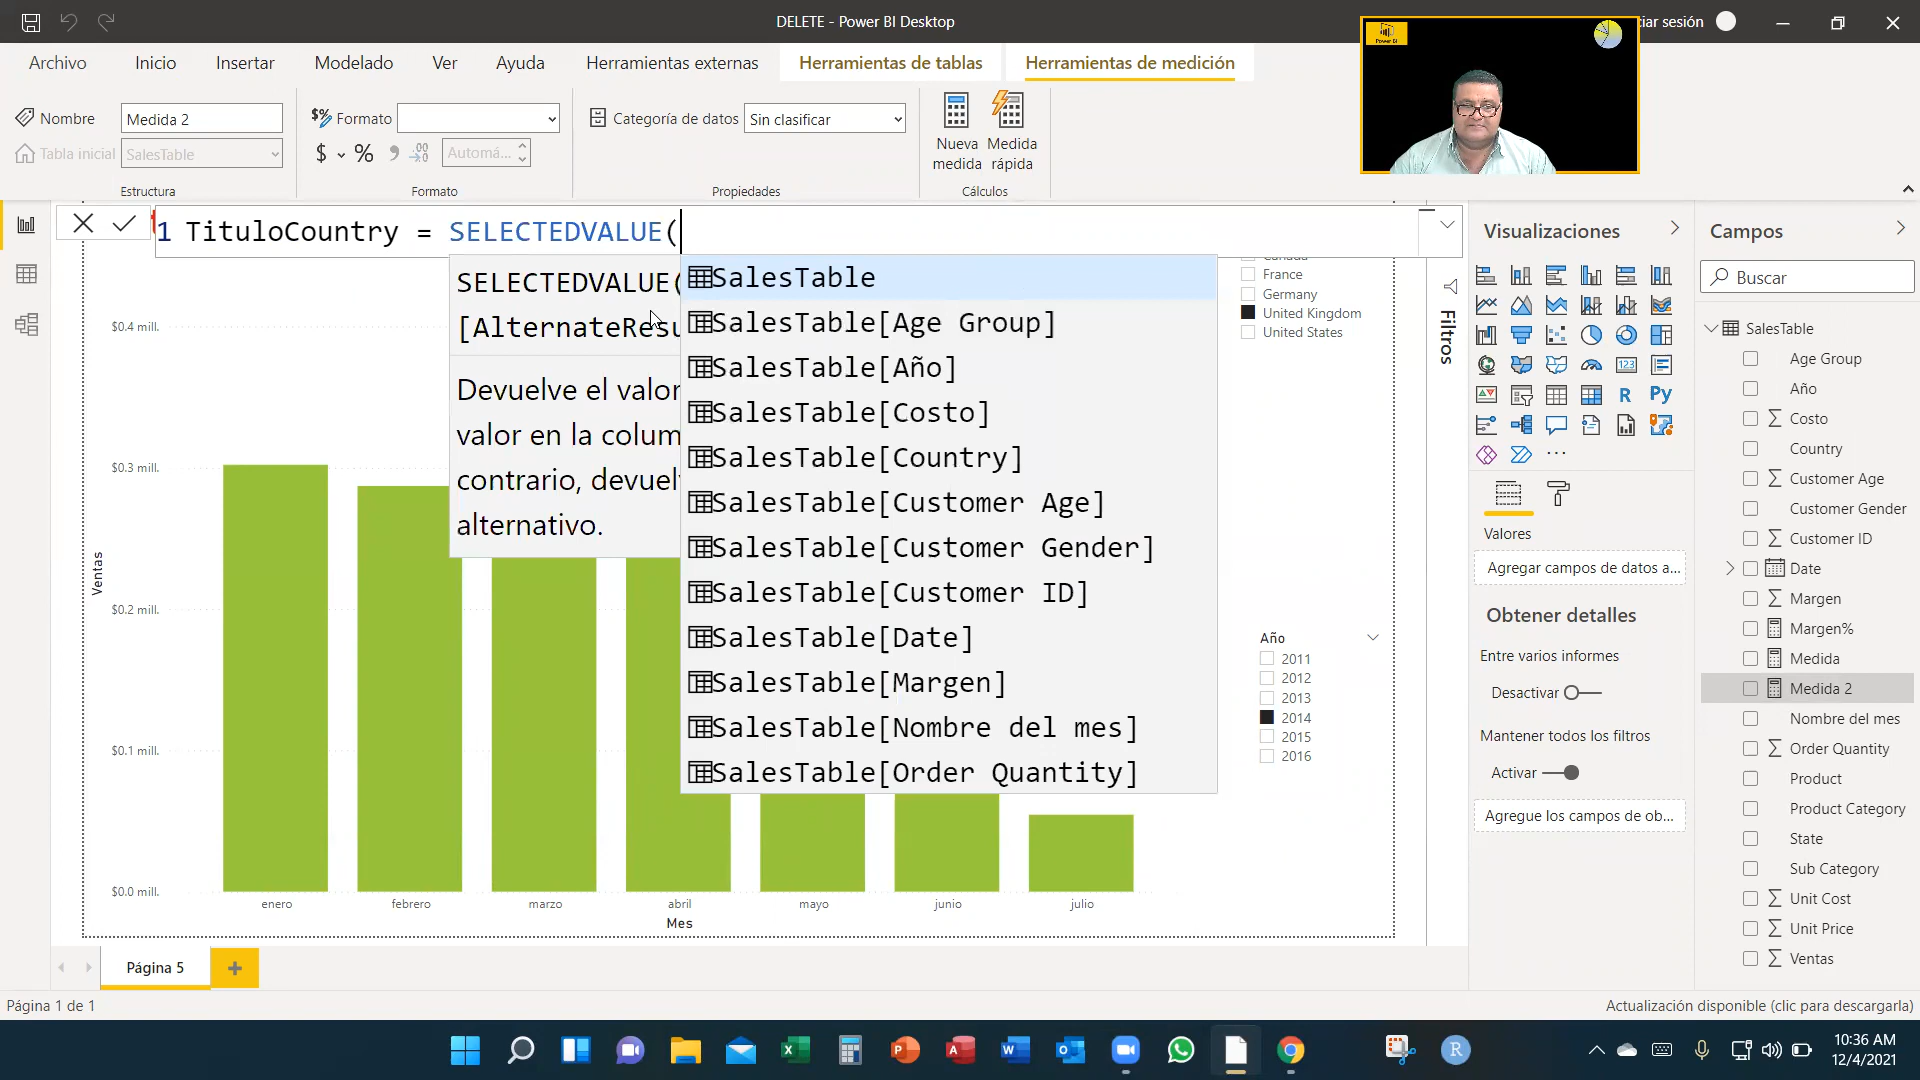 DELETE - Power BI Desktop
iar sesión
Archivo
Inicio
Insertar
Modelado
Ver
Ayuda
Herramientas externas
Herramientas de tablas
Herramientas de medición
Power BI
Nombre
Medida 2
Tabla inicial
SalesTable
Estructura
Formato
$
%
Automá...
Formato
Categoría de datos
Sin clasificar
Propiedades
Nueva
medida
Medida
rápida
Cálculos
1 TituloCountry = SELECTEDVALUE(
SELECTEDVALUE(
[AlternateResu
Devuelve el valor
valor en la colum
contrario, devuelv
alternativo.
SalesTable
SalesTable[Age Group]
SalesTable[Año]
SalesTable[Costo]
SalesTable[Country]
SalesTable[Customer Age]
SalesTable[Customer Gender]
SalesTable[Customer ID]
SalesTable[Date]
SalesTable[Margen]
SalesTable[Nombre del mes]
SalesTable[Order Quantity]
Canada
France
Germany
United Kingdom
United States
Año
2011
2012
2013
2014
2015
2016
$0.4 mill.
$0.3 mill.
$0.2 mill.
$0.1 mill.
$0.0 mill.
Ventas
enero
febrero
marzo
abril
mayo
junio
julio
Mes
Filtros
Visualizaciones
R
Py
123
Valores
Agregar campos de datos a...
Obtener detalles
Entre varios informes
Desactivar
Mantener todos los filtros
Activar
Agregue los campos de ob...
Campos
Buscar
SalesTable
Age Group
Año
Costo
Country
Customer Age
Customer Gender
Customer ID
Date
Margen
Margen%
Medida
Medida 2
Nombre del mes
Order Quantity
Product
Product Category
State
Sub Category
Unit Cost
Unit Price
Ventas
Página 5
Página 1 de 1
Actualización disponible (clic para descargarla)
10:36 AM
12/4/2021